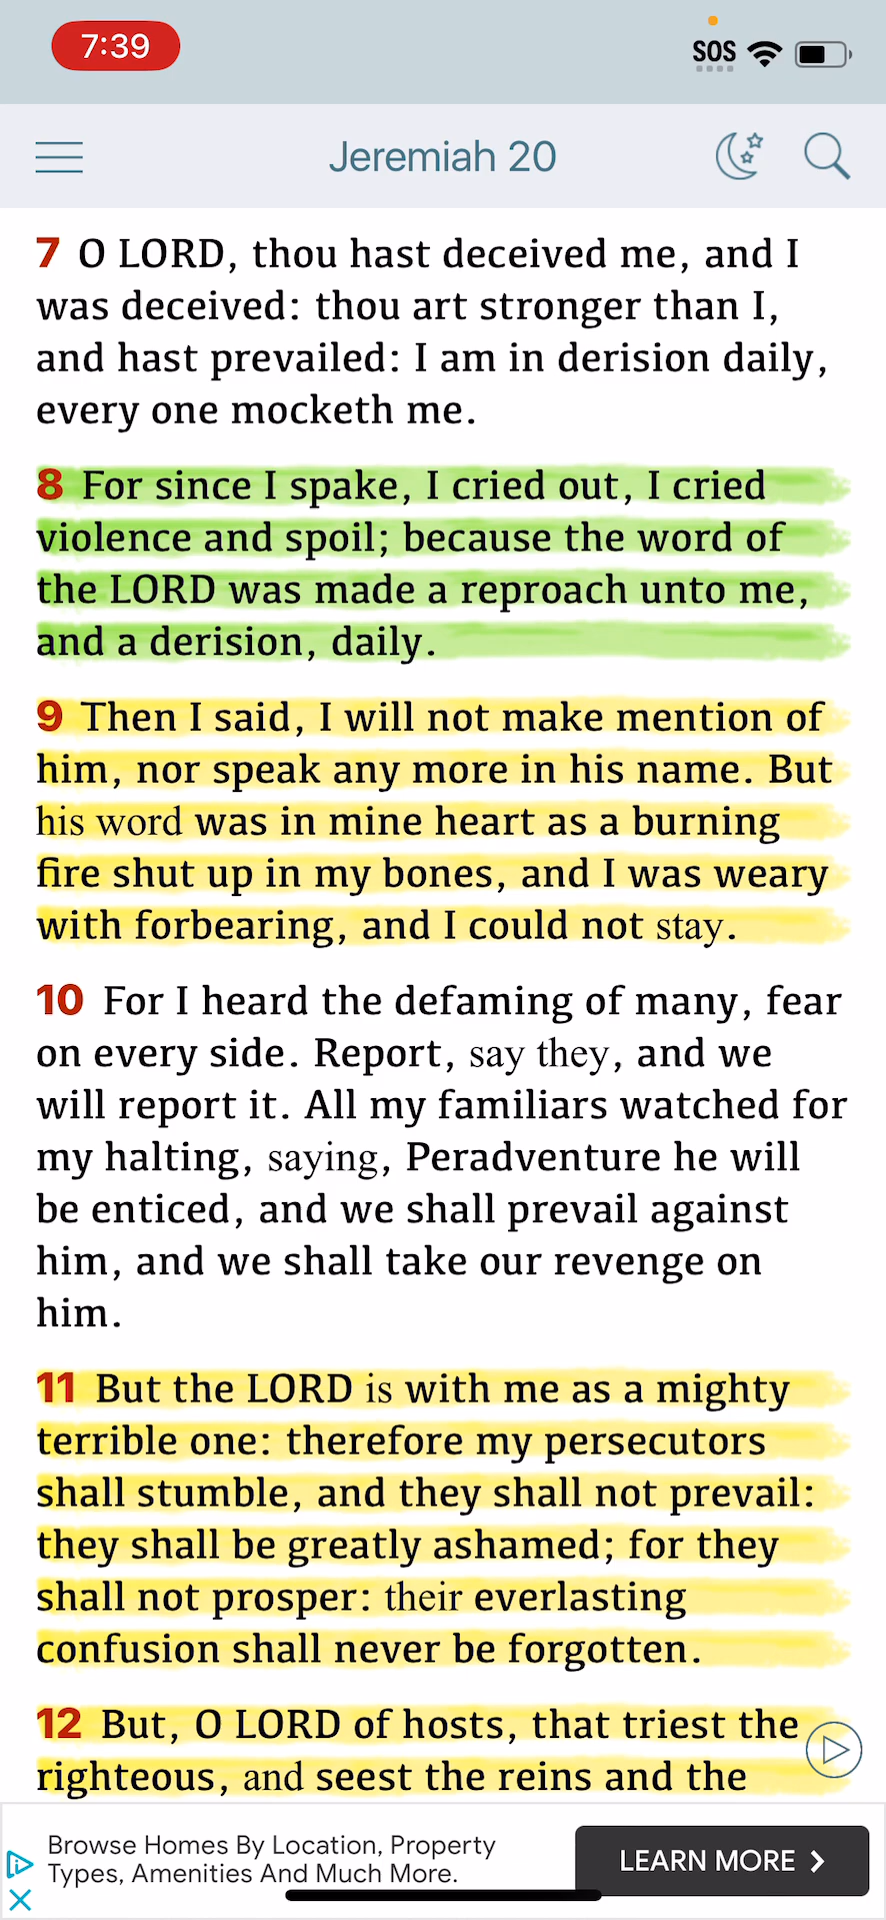 7:39
SOS
Jeremiah 20
7 O LORD, thou hast deceived me, and I
was deceived: thou art stronger than I,
and hast prevailed: I am in derision daily,
every one mocketh me.
8 For since I spake, I cried out, I cried
violence and spoil; because the word of
the LORD was made a reproach unto me,
and a derision, daily.
9 Then I said, I will not make mention of
him, nor speak any more in his name. But
his word was in mine heart as a burning
fire shut up in my bones, and I was weary
with forbearing, and I could not stay.
10 For I heard the defaming of many, fear
on every side. Report, say they, and we
will report it. All my familiars watched for
my halting, saying, Peradventure he will
be enticed, and we shall prevail against
him, and we shall take our revenge on
him.
11 But the LORD is with me as a mighty
terrible one: therefore my persecutors
shall stumble, and they shall not prevail:
they shall be greatly ashamed; for they
shall not prosper: their everlasting
confusion shall never be forgotten.
12 But, O LORD of hosts, that triest the
righteous, and seest the reins and the
Browse Homes By Location, Property
Types, Amenities And Much More.
LEARN MORE